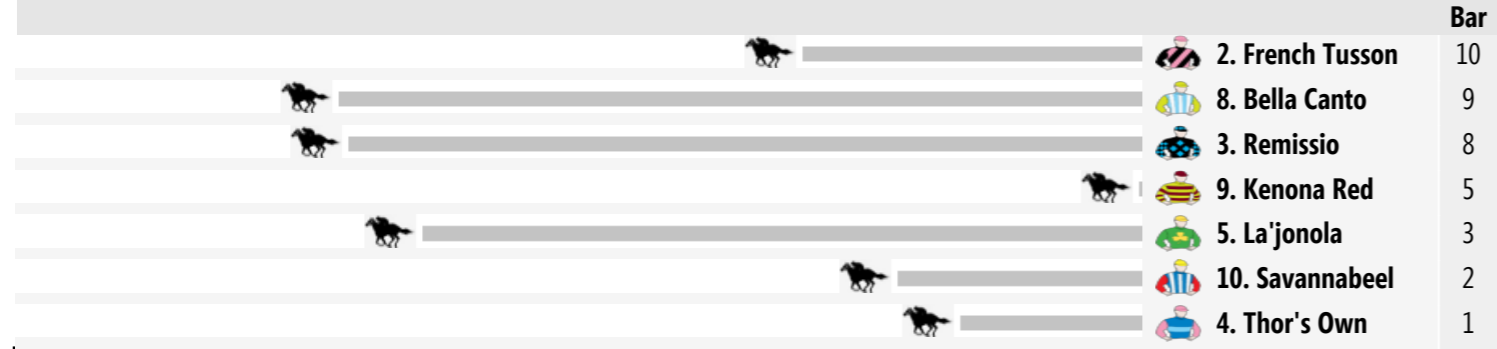 Bar
2. French Tusson 10
8. Bella Canto 9
3. Remissio 8
9. Kenona Red 5
5. La'jonola 3
10. Savannabeel 2
4. Thor's Own 1